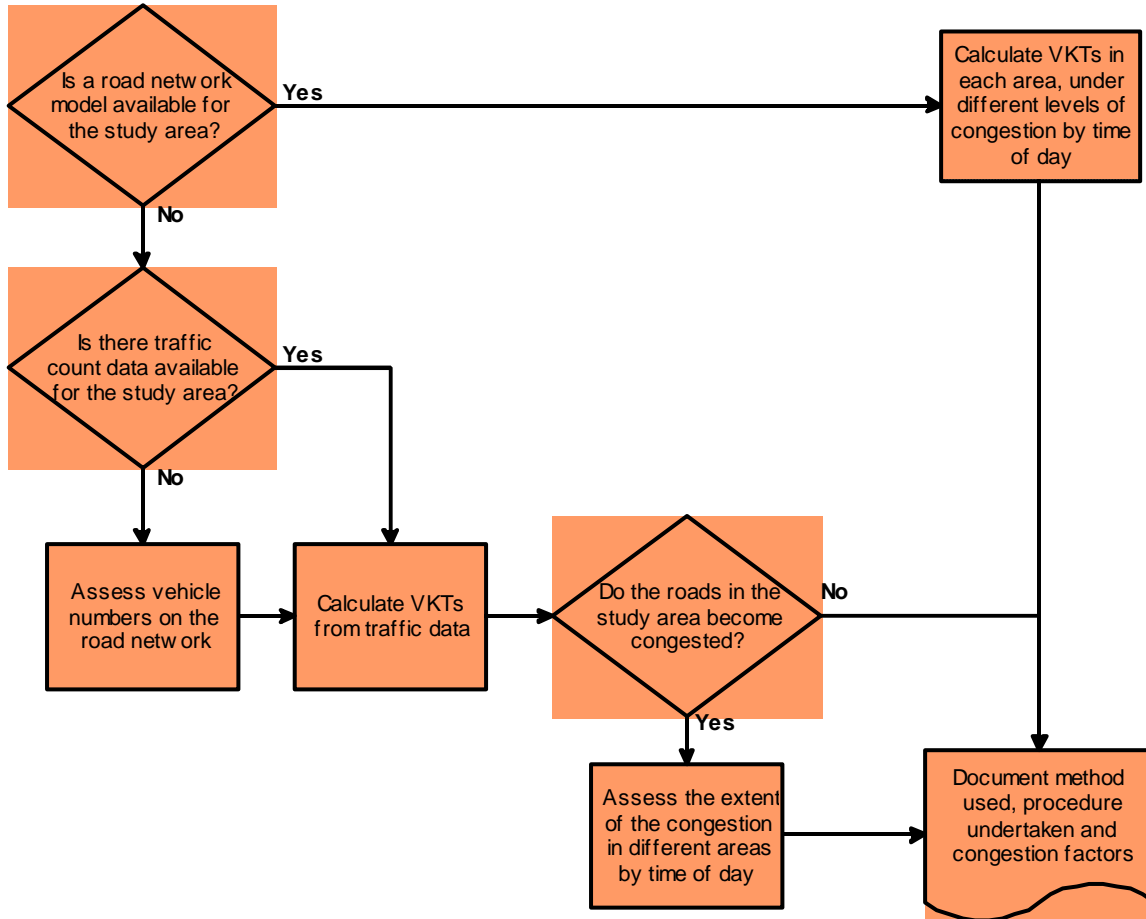 Is a road network
model available for
the study area?
Yes
Calculate VKTs in
each area, under
different levels of
congestion by time
of day
No
Is there traffic
count data available
for the study area?
Yes
No
Assess vehicle
numbers on the
road network
Calculate VKTs
from traffic data
Do the roads in the
study area become
congested?
No
Yes
Assess the extent
of the congestion
in different areas
by time of day
Document method
used, procedure
undertaken and
congestion factors